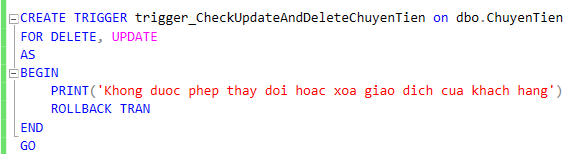 CREATE TRIGGER trigger_CheckUpdateAndDeleteChuyenTien on dbo.ChuyenTien
FOR DELETE, UPDATE
AS
BEGIN
PRINT('Khong duoc phep thay doi hoac xoa giao dich cua khach hang')
ROLLBACK TRAN
END
GO